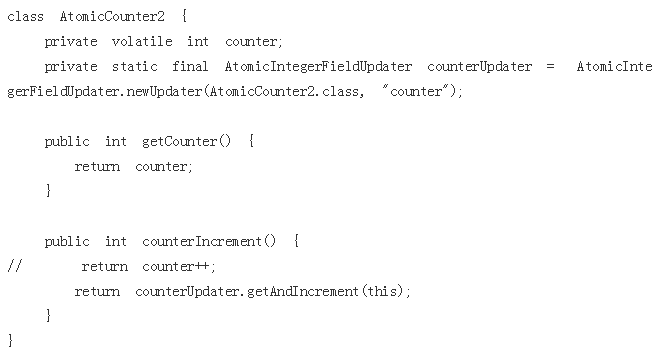 class AtomicCounter2 {
    private volatile int counter;
    private static final AtomicIntegerFieldUpdater counterUpdater = AtomicInte
gerFieldUpdater.newUpdater(AtomicCounter2.class, "counter");
    public int getCounter() {
        return counter;
    }
    public int counterIncrement() {
//        return counter++;
        return counterUpdater.getAndIncrement(this);
    }
}